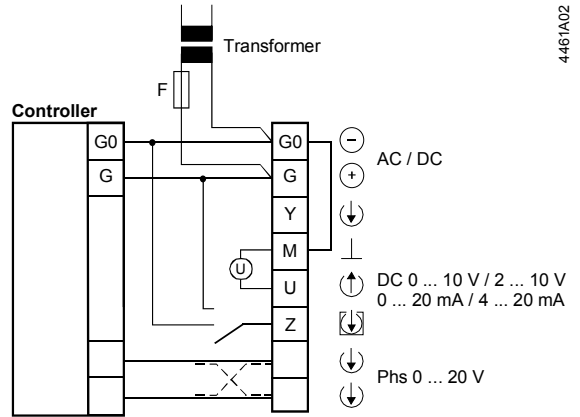 4461A02
Transformer
F
Controller
G0
G0
AC / DC
G
G
Y
M
U
U
DC 0 ... 10 V / 2 ... 10 V
0 ... 20 mA / 4 ... 20 mA
Z
Phs 0 ... 20 V